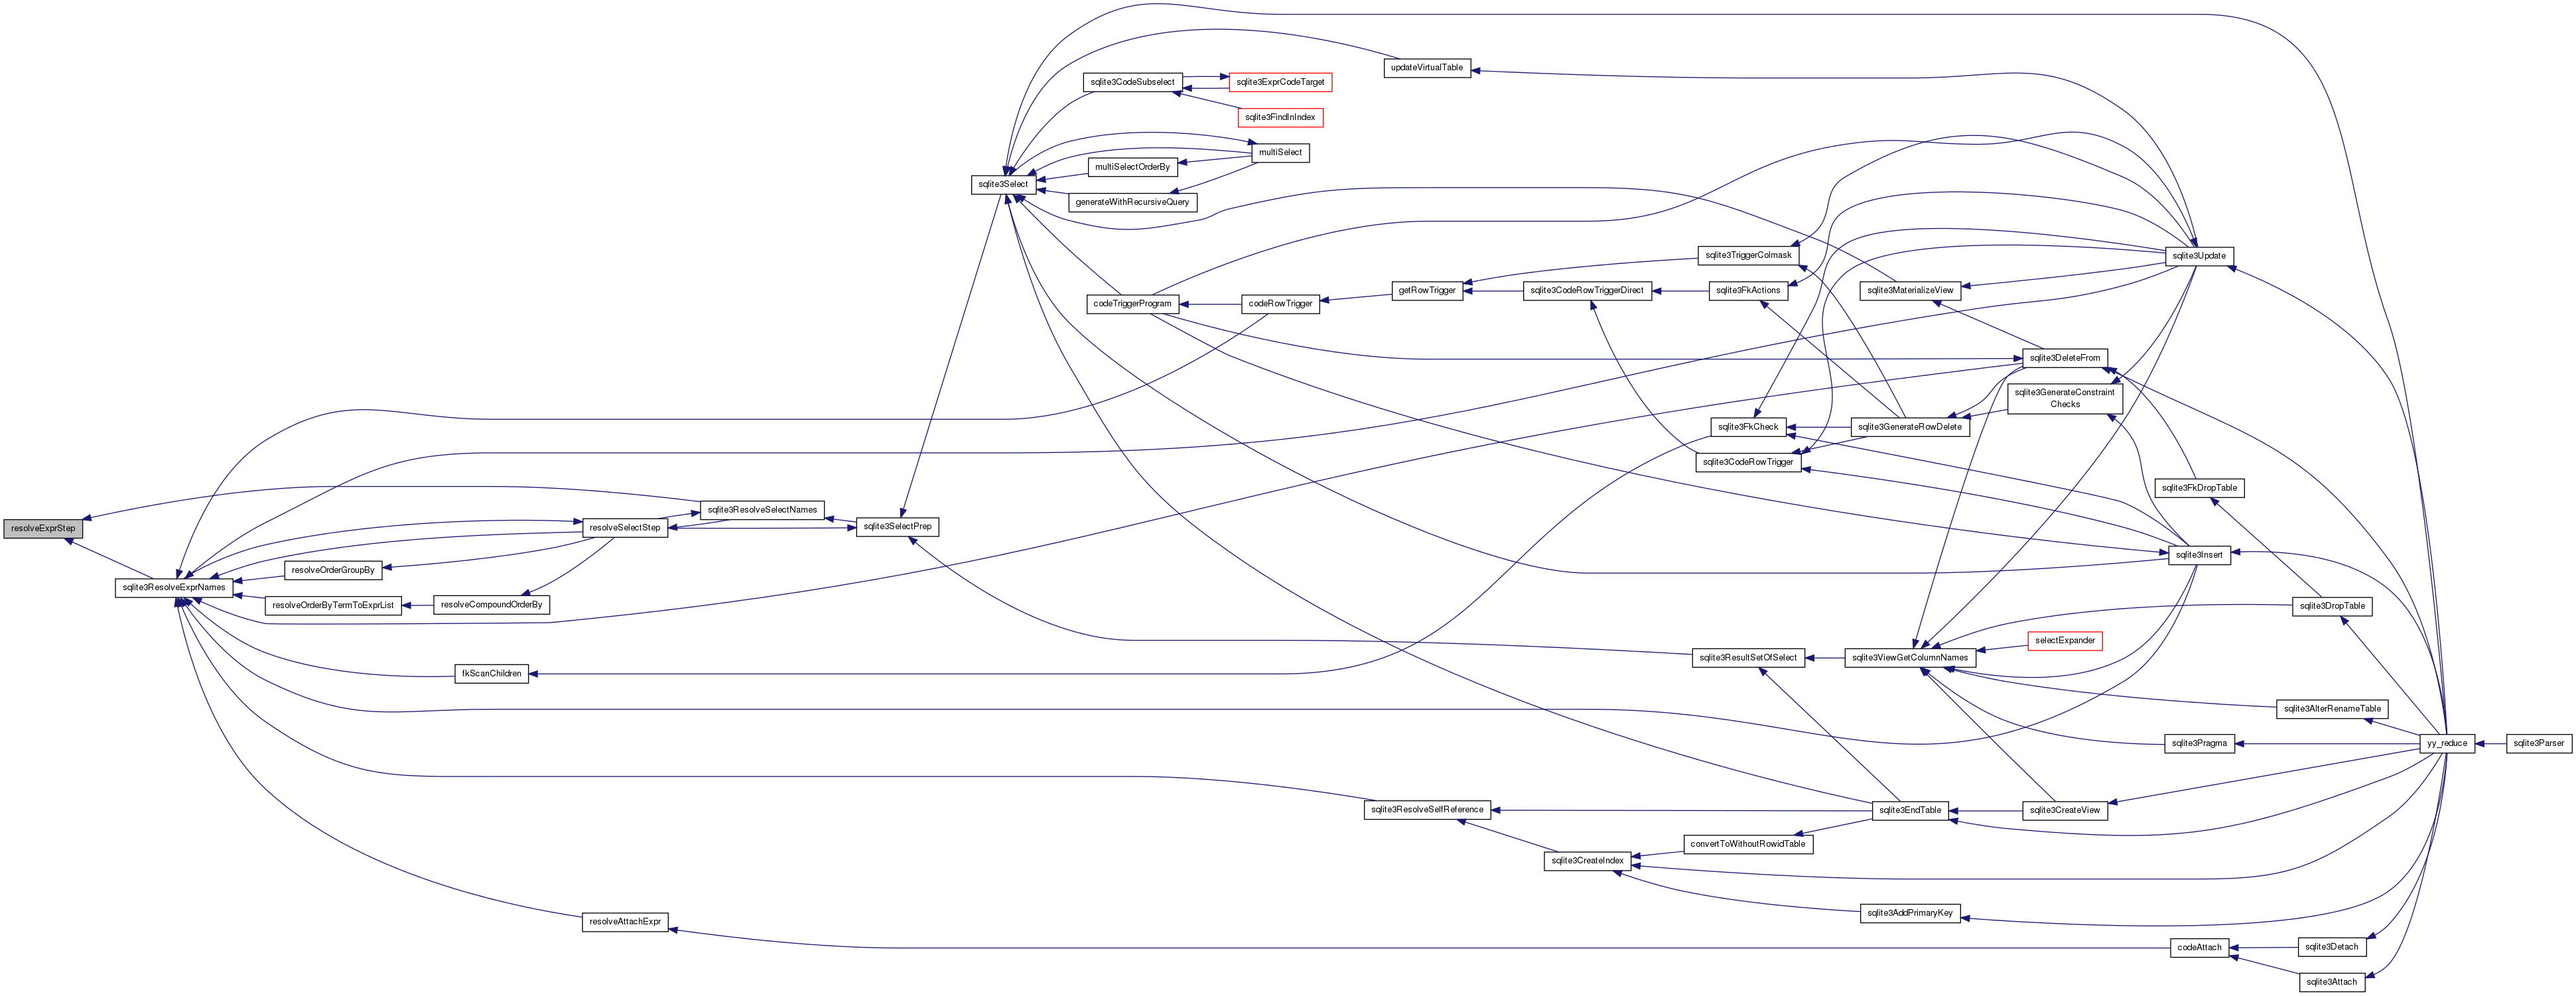 resolveExprStep
sqlite3ResolveExprNames
resolveOrderGroupBy
resolveOrderByTermToExprList
resolveCompoundOrderBy
fkScanChildren
resolveSelectStep
resolveAttachExpr
sqlite3ResolveSelectNames
sqlite3SelectPrep
sqlite3Select
sqlite3CodeSubselect
multiSelectOrderBy
generateWithRecursiveQuery
codeTriggerProgram
sqlite3ExprCodeTarget
sqlite3FindInIndex
multiSelect
codeRowTrigger
updateVirtualTable
getRowTrigger
sqlite3ResolveSelfReference
sqlite3CodeRowTriggerDirect
sqlite3CreateIndex
sqlite3TriggerColmask
sqlite3FkActions
sqlite3FkCheck
sqlite3CodeRowTrigger
sqlite3ResultSetOfSelect
convertToWithoutRowidTable
sqlite3MaterializeView
sqlite3GenerateRowDelete
sqlite3ViewGetColumnNames
sqlite3EndTable
sqlite3AddPrimaryKey
sqlite3DeleteFrom
sqlite3GenerateConstraint
Checks
selectExpander
sqlite3CreateView
sqlite3Update
sqlite3FkDropTable
sqlite3Insert
sqlite3Pragma
codeAttach
sqlite3DropTable
sqlite3AlterRenameTable
sqlite3Detach
sqlite3Attach
yy_reduce
sqlite3Parser